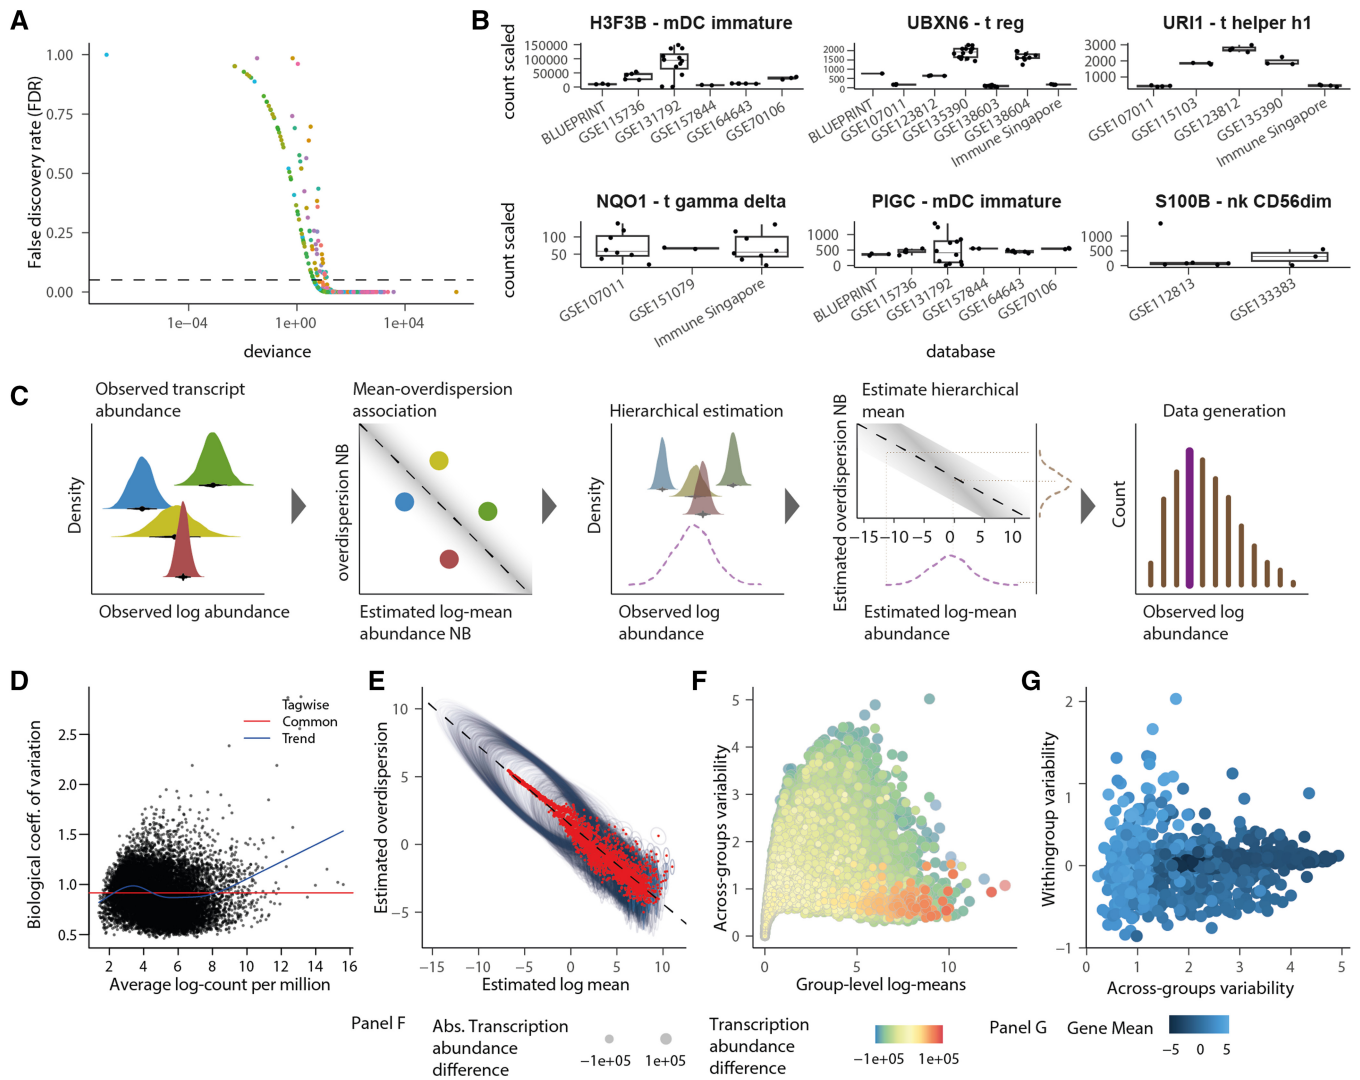 A
1.00
0.75
0.50
0.25
0.00
False discovery rate (FDR)
1e−04
1e+00
1e+04
deviance
B
count scaled
H3F3B - mDC immature
150000
100000
50000
0
BLUEPRINT
GSE115736
GSE131792
GSE157844
GSE164643
GSE70106
UBXN6 - t reg
2000
1500
1000
500
0
BLUEPRINT
GSE107011
GSE123812
GSE135390
GSE138603
GSE138604
Immune Singapore
URI1 - t helper h1
3000
2000
1000
GSE107011
GSE115103
GSE123812
GSE135390
Immune Singapore
count scaled
NQO1 - t gamma delta
100
50
GSE107011
GSE151079
Immune Singapore
PIGC - mDC immature
1000
500
0
BLUEPRINT
GSE115736
GSE131792
GSE157844
GSE164643
GSE70106
S100B - nk CD56dim
1000
500
0
GSE112813
GSE133383
database
C
Observed transcript
abundance
Density
Observed log abundance
Mean-overdispersion
association
overdispersion NB
Estimated log-mean
abundance NB
Hierarchical estimation
Density
Observed log
abundance
Estimate hierarchical
mean
Estimated overdispersion NB
−15
−10
−5
0
5
10
Estimated log-mean
abundance
Data generation
Count
Observed log
abundance
D
Biological coeff. of variation
2.5
2.0
1.5
1.0
0.5
Tagwise
Common
Trend
2
4
6
8
10
12
14
16
Average log-count per million
E
Estimated overdispersion
10
5
0
−5
−15
−10
−5
0
5
10
Estimated log mean
F
Across-groups variability
5
4
3
2
1
0
0
5
10
Group-level log-means
G
Withingroup variability
2
1
0
−1
0
1
2
3
4
5
Across-groups variability
Panel F
Abs. Transcription
abundance
difference
−1e+05
1e+05
Transcription
abundance
difference
−1e+05
1e+05
Panel G
Gene Mean
−5
0
5